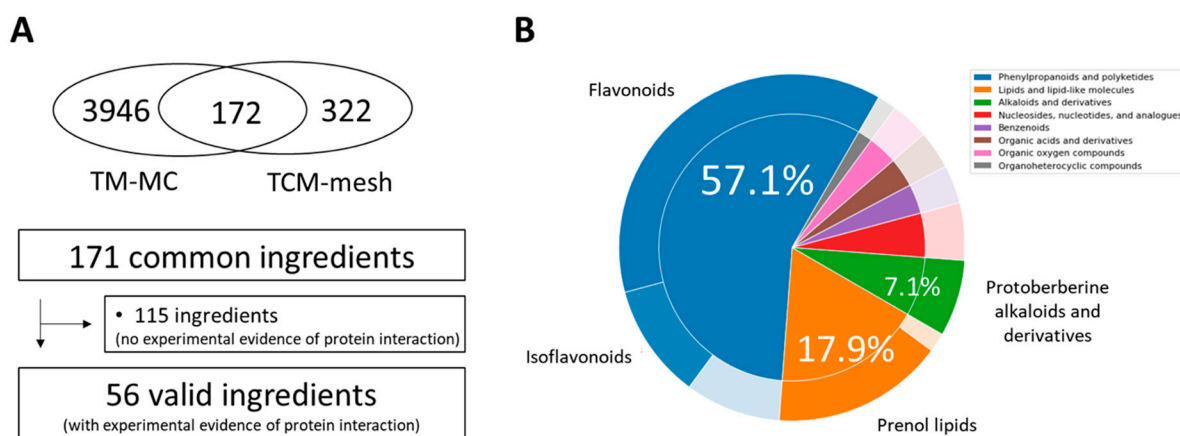 A
3946
172
322
TM-MC
TCM-mesh
171 common ingredients
• 115 ingredients
(no experimental evidence of protein interaction)
56 valid ingredients
(with experimental evidence of protein interaction)
B
Flavonoids
57.1%
Isoflavonoids
17.9%
Prenol lipids
7.1%
Protoberberine
alkaloids and
derivatives
Phenylpropanoids and polyketides
Lipids and lipid-like molecules
Alkaloids and derivatives
Nucleosides, nucleotides, and analogues
Benzenoids
Organic acids and derivatives
Organic oxygen compounds
Organoheterocyclic compounds